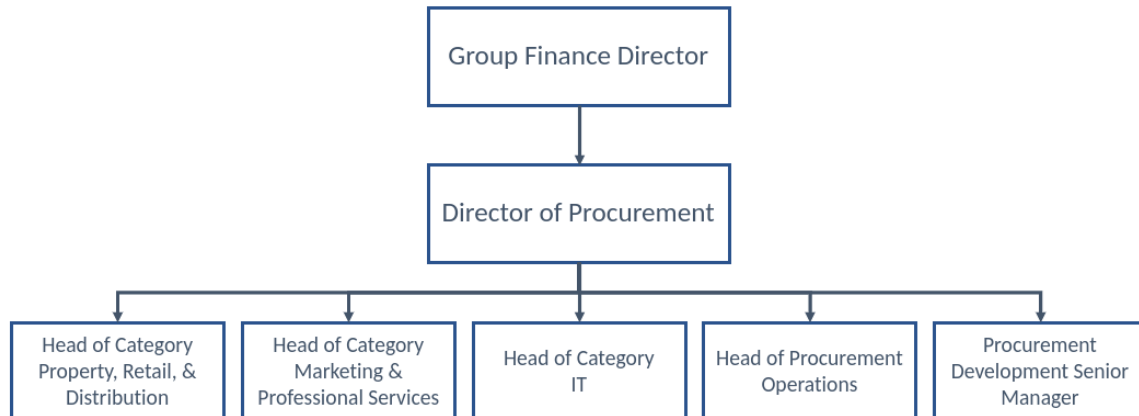 Group Finance Director
Director of Procurement
Head of Category
Property, Retail, &
Distribution
Head of Category
Marketing &
Professional Services
Head of Category
IT
Head of Procurement
Operations
Procurement
Development Senior
Manager